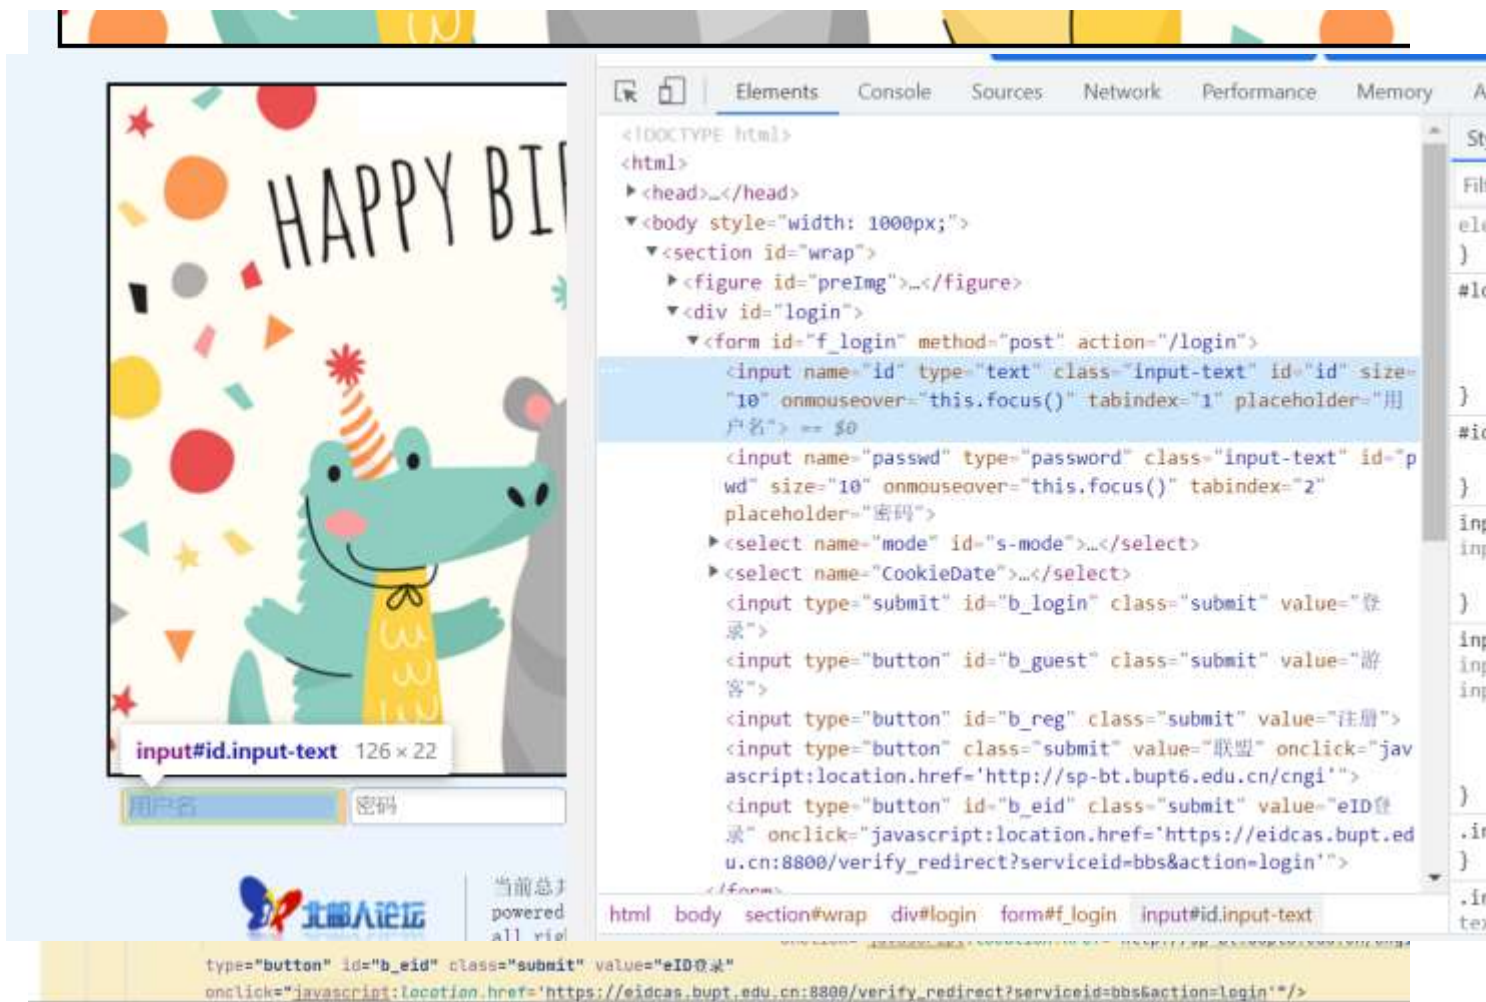 HAPPY BI
Elements Console Sources Network Performance Memory
<!DOCTYPE html>
<html>
<head>…</head>
<body style="width: 1000px;">
<section id="wrap">
<figure id="preImg">…</figure>
<div id="login">
<form id="f_login" method="post" action="/login">
<input name="id" type="text" class="input-text" id="id" size=
"10" onmouseover="this.focus()" tabindex="1" placeholder="用
户名"> == $0
<input name="passwd" type="password" class="input-text" id="p
wd" size="10" onmouseover="this.focus()" tabindex="2"
placeholder="密码">
<select name="mode" id="s-mode">…</select>
<select name="CookieDate">…</select>
<input type="submit" id="b_login" class="submit" value="登
录">
<input type="button" id="b_guest" class="submit" value="游
客">
<input type="button" id="b_reg" class="submit" value="注册">
<input type="button" class="submit" value="联盟" onclick="jav
ascript:location.href='http://sp-bt.bupt6.edu.cn/cngi'">
<input type="button" id="b_eid" class="submit" value="eID登
录" onclick="javascript:location.href='https://eidcas.bupt.ed
u.cn:8800/verify_redirect?serviceid=bbs&action=login'">
</form>
html body section#wrap div#login form#f_login input#id.input-text
input#id.input-text 126 × 22
用户名 密码
北邮人论坛
当前总
powered
all
type="button" id="b_eid" class="submit" value="eID登录"
onclick="javascript:location.href='https://eidcas.bupt.edu.cn:8800/verify_redirect?serviceid=bbs&action=login'"/>